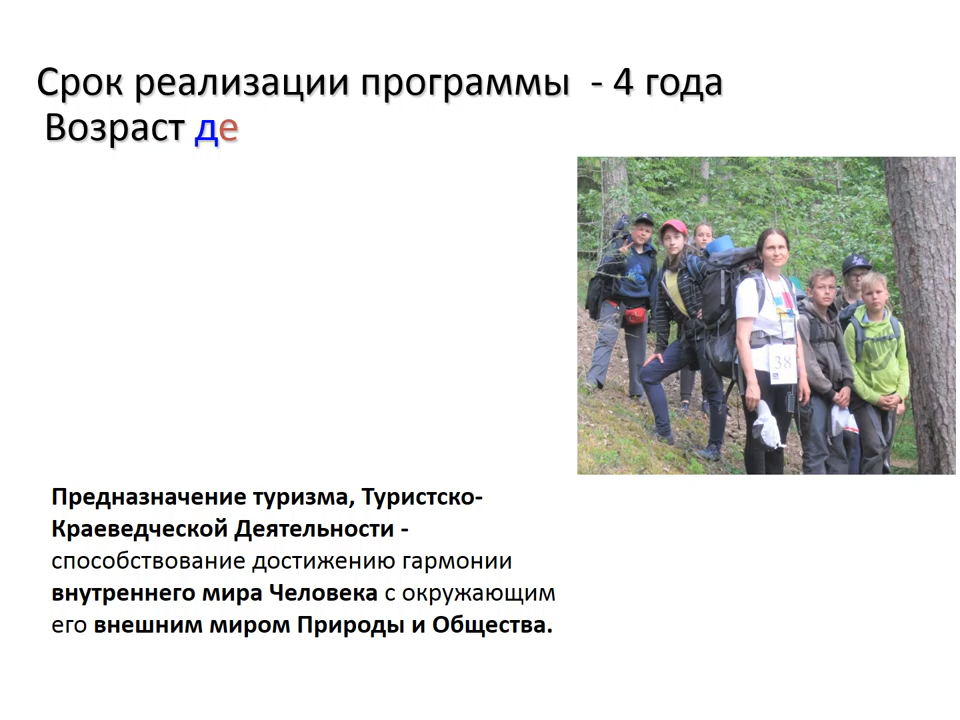 Срок реализации программы - 4 года
Возраст де
38
Предназначение туризма, Туристско-
Краеведческой Деятельности -
способствование достижению гармонии
внутреннего мира Человека с окружающим
его внешним миром Природы и Общества.